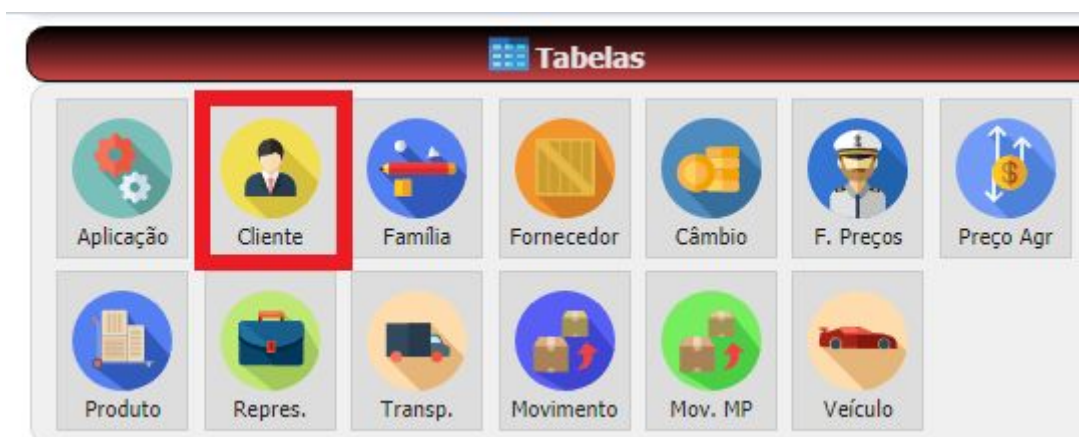 Tabelas
Aplicação Cliente Família Fornecedor Câmbio F. Preços Preço Agr
Produto Repres. Transp. Movimento Mov. MP Veículo